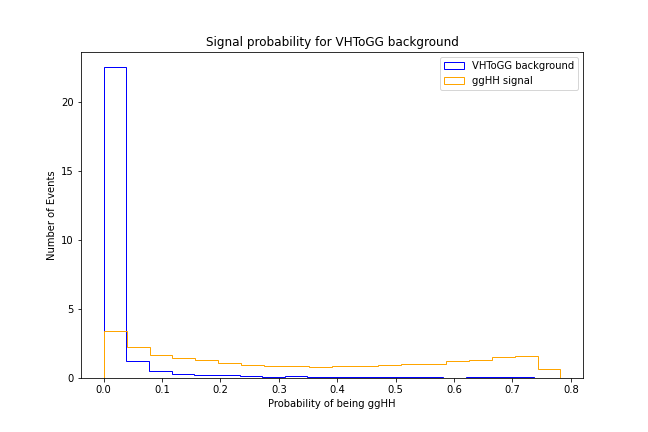 Signal probability for VHToGG background
VHToGG background
ggHH signal
Number of Events
20
15
10
5
0
0.0 0.1 0.2 0.3 0.4 0.5 0.6 0.7 0.8
Probability of being ggHH